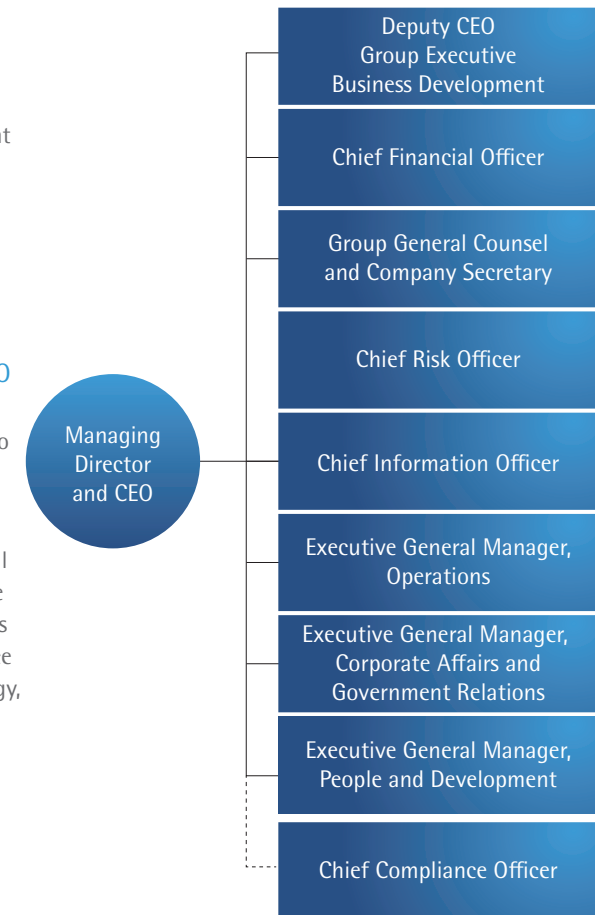 Deputy CEO
Group Executive
Business Development
Chief Financial Officer
Group General Counsel
and Company Secretary
Chief Risk Officer
Managing
Director
and CEO
Chief Information Officer
Executive General Manager,
Operations
Executive General Manager,
Corporate Affairs and
Government Relations
Executive General Manager,
People and Development
Chief Compliance Officer